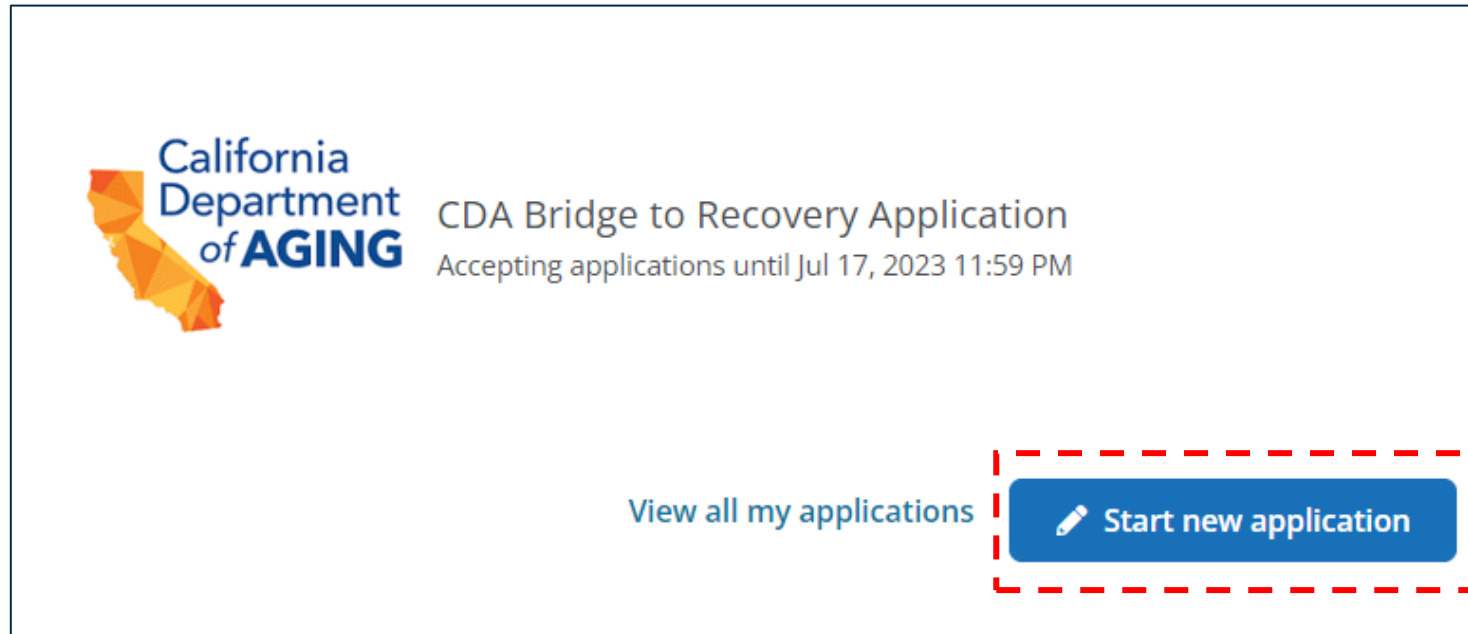 California
Department
of AGING
CDA Bridge to Recovery Application
Accepting applications until Jul 17, 2023 11:59 PM
View all my applications
Start new application